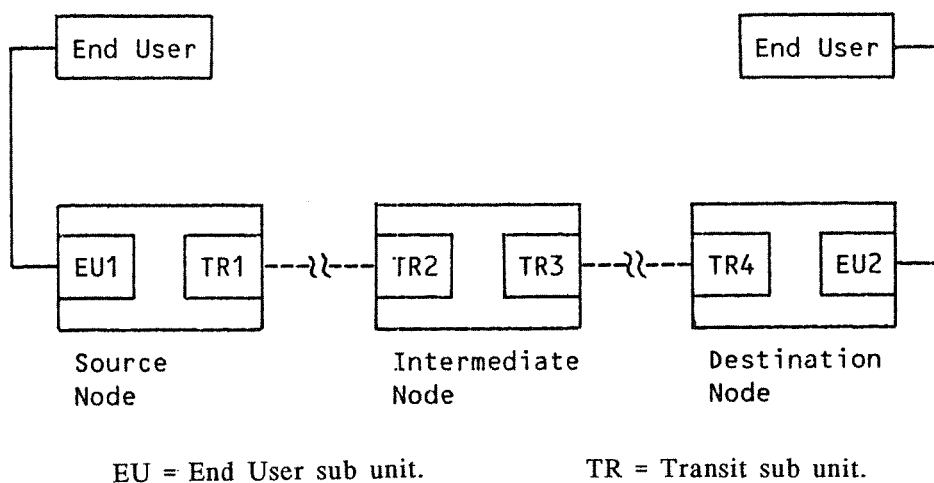 End User
End User
EU1
TR1
TR2
TR3
TR4
EU2
Source
Node
Intermediate
Node
Destination
Node
EU = End User sub unit.
TR = Transit sub unit.